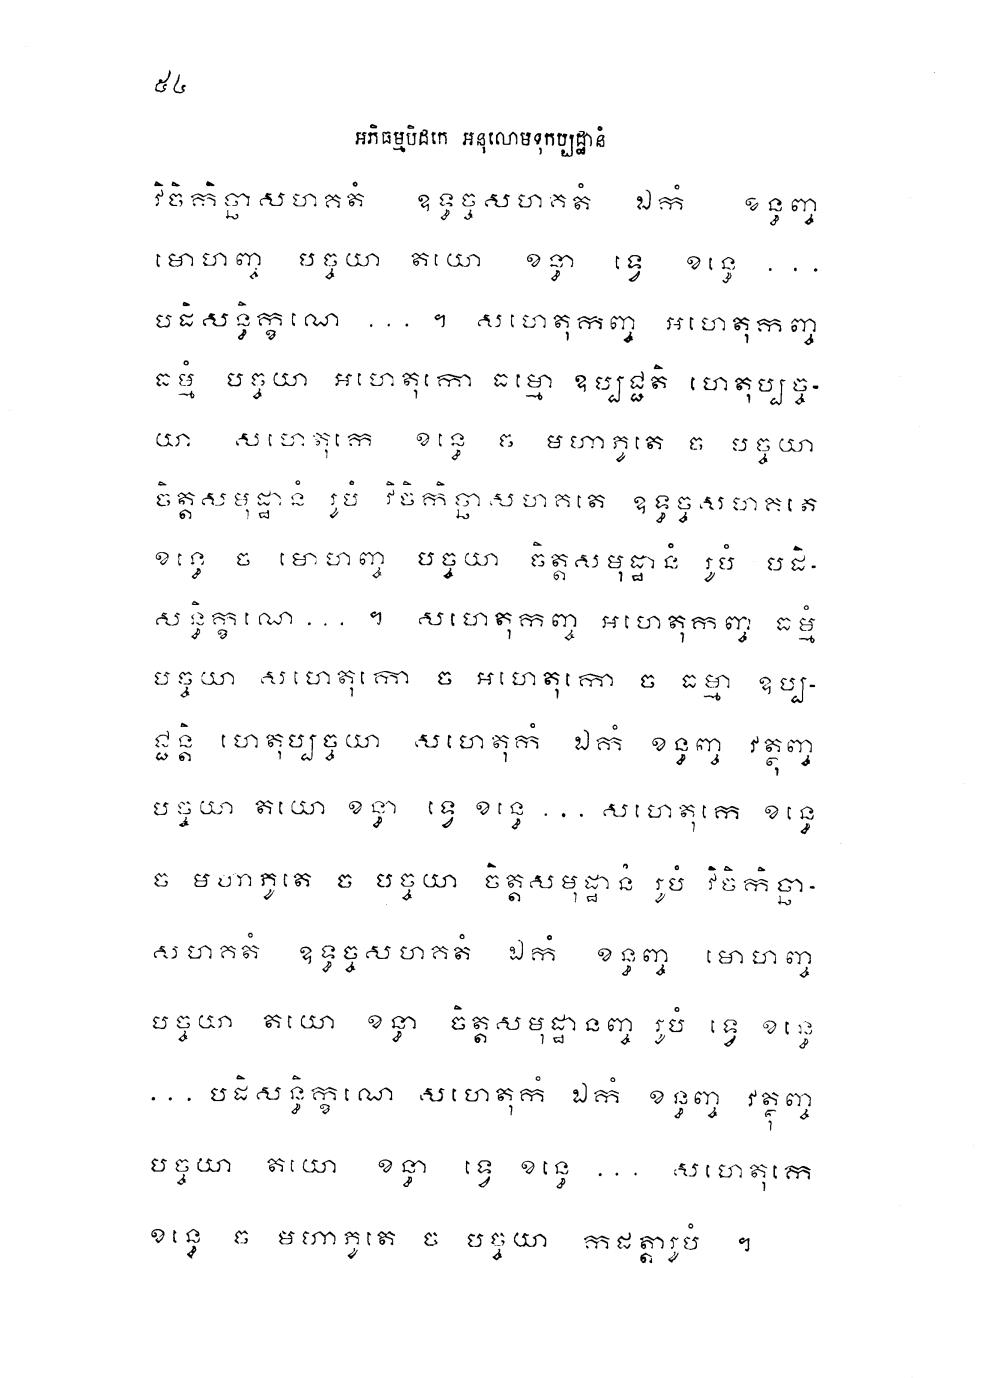 ៥៤
អភិធម្មបិដកេ អនុលោមទុកប្បដ្ឋានំ
វិចិកិច្ឆាសហគតំ ឧទ្ធច្ចសហគតំ ឯកំ ខន្ធញ្ច
មោហញ្ច បច្ចយា តយោ ខន្ធា ទ្វេ ខន្ធេ ...
បដិសន្ធិក្ខណេ ... ។ សហេតុកញ្ច អហេតុកញ្ច
ធម្មំ បច្ចយា អហេតុកោ ធម្មោ ឧប្បជ្ជតិ ហេតុប្បច្ច-
យា សហេតុកេ ខន្ធេ ច មហាភូតេ ច បច្ចយា
ចិត្តសមុដ្ឋានំ រូបំ វិចិកិច្ឆាសហគតេ ឧទ្ធច្ចសហគតេ
ខន្ធេ ច មោហញ្ច បច្ចយា ចិត្តសមុដ្ឋានំ រូបំ បដិ-
សន្ធិក្ខណេ ... ។ សហេតុកញ្ច អហេតុកញ្ច ធម្មំ
បច្ចយា សហេតុកោ ច អហេតុកោ ច ធម្មា ឧប្ប-
ជ្ជន្តិ ហេតុប្បច្ចយា សហេតុកំ ឯកំ ខន្ធញ្ច វត្ថុញ្ច
បច្ចយា តយោ ខន្ធា ទ្វេ ខន្ធេ ... សហេតុកេ ខន្ធេ
ច មហាភូតេ ច បច្ចយា ចិត្តសមុដ្ឋានំ រូបំ វិចិកិច្ឆា-
សហគតំ ឧទ្ធច្ចសហគតំ ឯកំ ខន្ធញ្ច មោហញ្ច
បច្ចយា តយោ ខន្ធា ចិត្តសមុដ្ឋានញ្ច រូបំ ទ្វេ ខន្ធេ
... បដិសន្ធិក្ខណេ សហេតុកំ ឯកំ ខន្ធញ្ច វត្ថុញ្ច
បច្ចយា តយោ ខន្ធា ទ្វេ ខន្ធេ ... សហេតុកេ
ខន្ធេ ច មហាភូតេ ច បច្ចយា កដត្តារូបំ ។